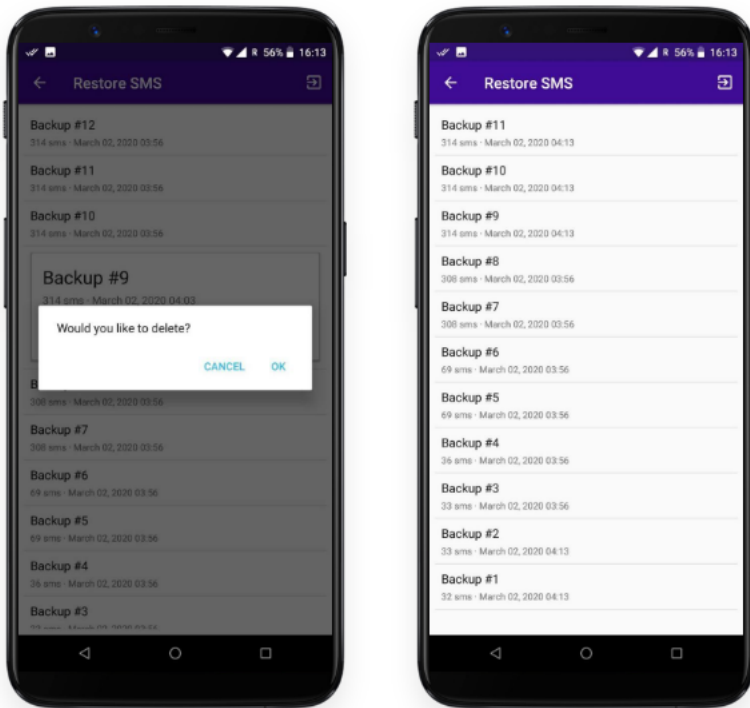 R 56% 16:13
Restore SMS
Backup #12
314 sms · March 02, 2020 03:56
Backup #11
314 sms · March 02, 2020 03:56
Backup #10
314 sms · March 02, 2020 03:56
Backup #9
314 sms · March 02, 2020 04:03
Would you like to delete?
CANCEL OK
B
308 sms · March 02, 2020 03:56
Backup #7
308 sms · March 02, 2020 03:56
Backup #6
69 sms · March 02, 2020 03:56
Backup #5
69 sms · March 02, 2020 03:56
Backup #4
36 sms · March 02, 2020 03:56
Backup #3
33 sms · March 02, 2020 03:56
R 56% 16:13
Restore SMS
Backup #11
314 sms · March 02, 2020 04:13
Backup #10
314 sms · March 02, 2020 04:13
Backup #9
314 sms · March 02, 2020 04:13
Backup #8
308 sms · March 02, 2020 03:56
Backup #7
308 sms · March 02, 2020 03:56
Backup #6
69 sms · March 02, 2020 03:56
Backup #5
69 sms · March 02, 2020 03:56
Backup #4
36 sms · March 02, 2020 03:56
Backup #3
33 sms · March 02, 2020 03:56
Backup #2
33 sms · March 02, 2020 04:13
Backup #1
32 sms · March 02, 2020 04:13